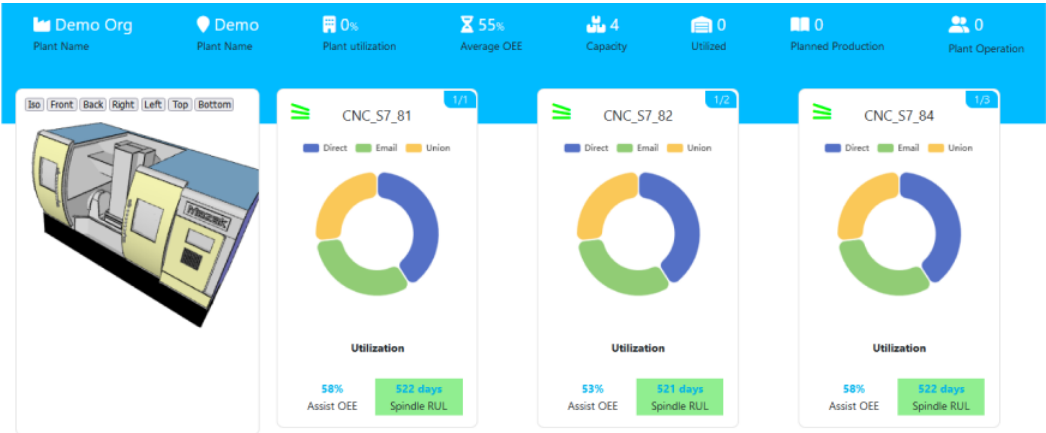 Demo Org
Plant Name
Demo
Plant Name
0%
Plant utilization
55%
Average OEE
4
Capacity
0
Utilized
0
Planned Production
0
Plant Operation
Iso Front Back Right Left Top Bottom
1/1
CNC_S7_81
Direct Email Union
Utilization
58%
Assist OEE
522 days
Spindle RUL
1/2
CNC_S7_82
Direct Email Union
Utilization
53%
Assist OEE
521 days
Spindle RUL
1/3
CNC_S7_84
Direct Email Union
Utilization
58%
Assist OEE
522 days
Spindle RUL